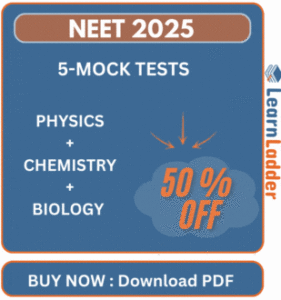 NEET 2025
5-MOCK TESTS
PHYSICS
+
CHEMISTRY
+
BIOLOGY
50 %
OFF
LearnLadder
BUY NOW : Download PDF